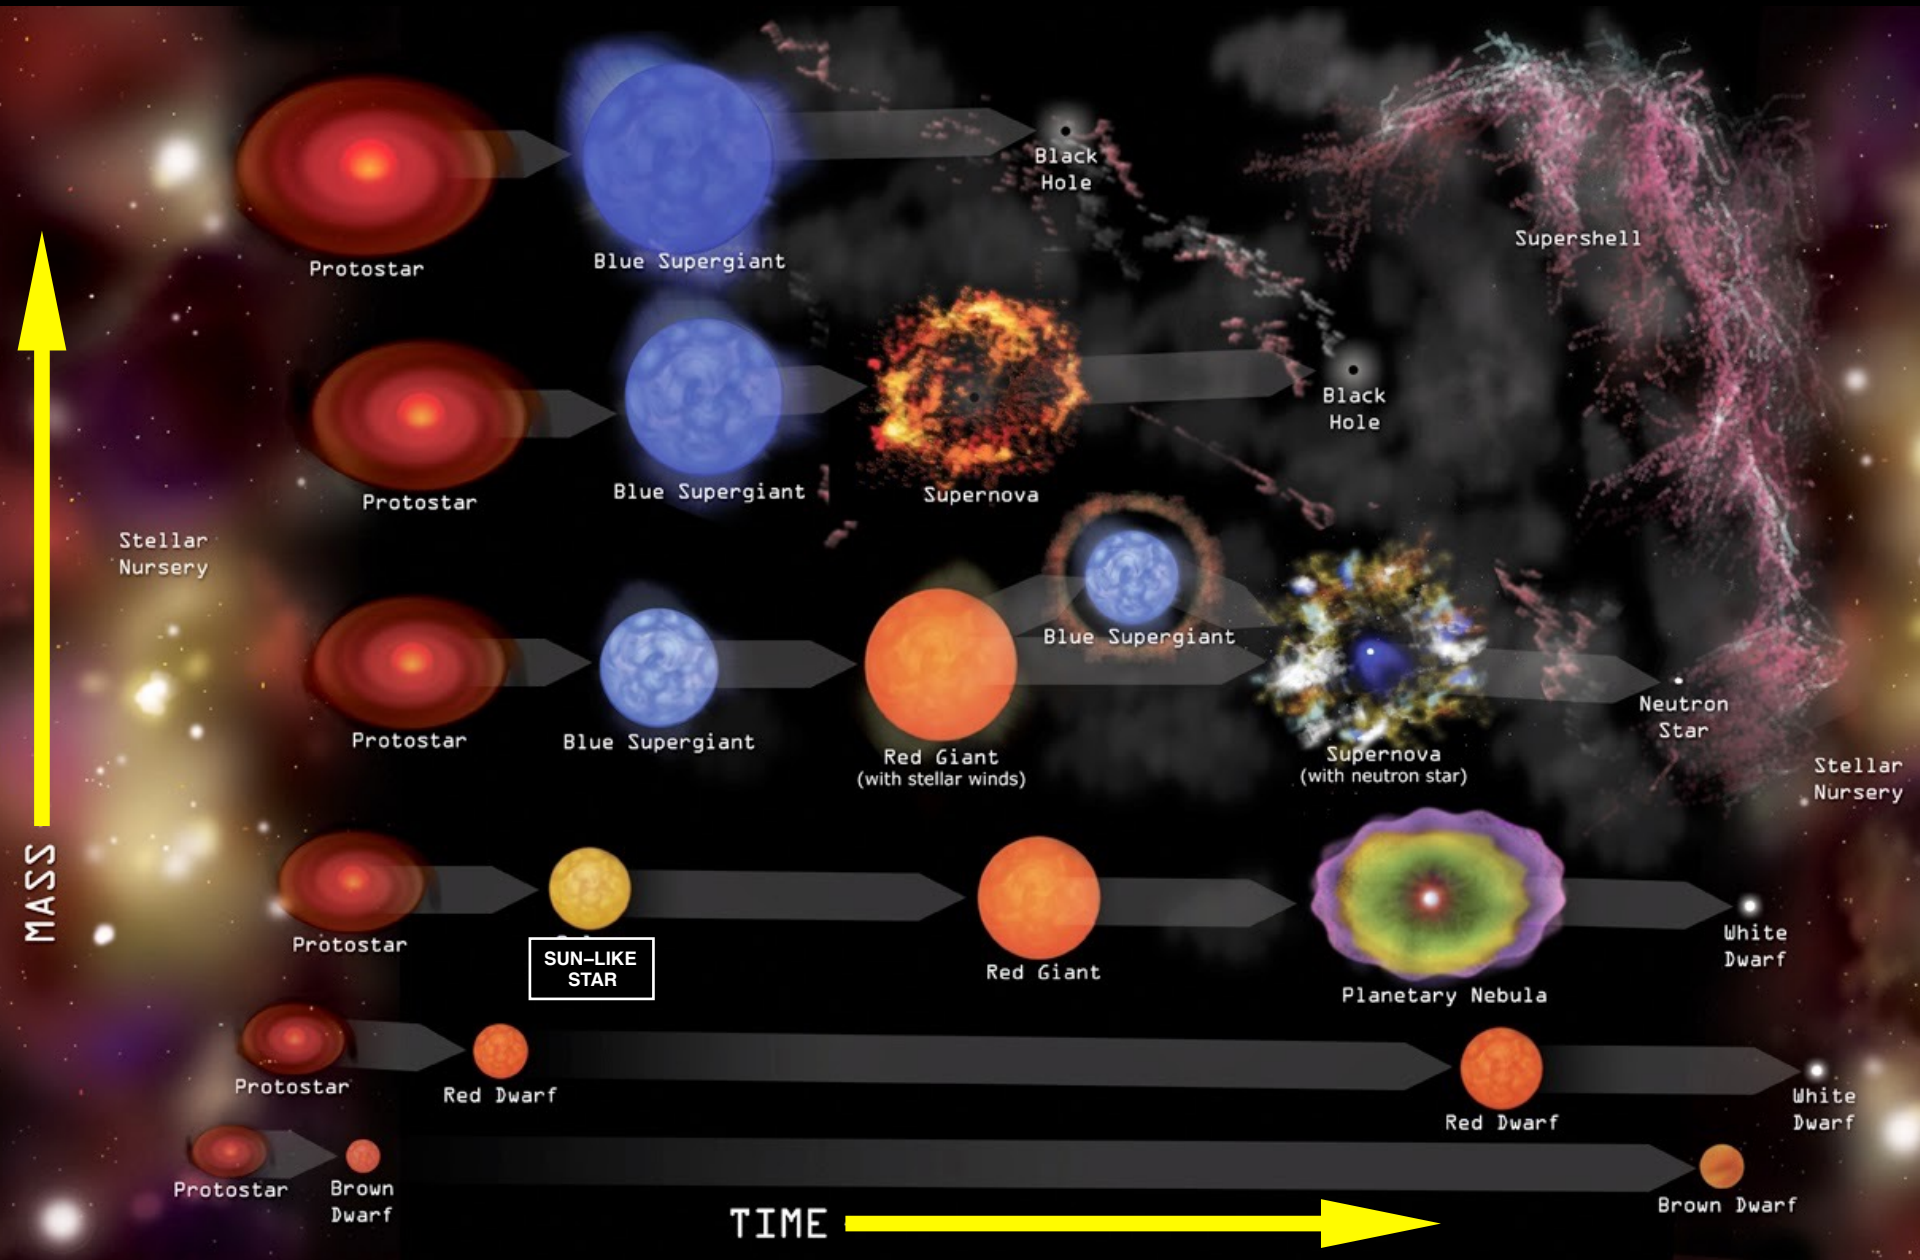 Protostar
Blue Supergiant
Black
Hole
Supershell
Protostar
Blue Supergiant
Supernova
Black
Hole
Stellar
Nursery
Protostar
Blue Supergiant
Red Giant
(with stellar winds)
Blue Supergiant
Supernova
(with neutron star)
Neutron
Star
Stellar
Nursery
MASS
Protostar
SUN–LIKE
STAR
Red Giant
Planetary Nebula
White
Dwarf
Protostar
Red Dwarf
Red Dwarf
White
Dwarf
Protostar
Brown
Dwarf
Brown Dwarf
TIME